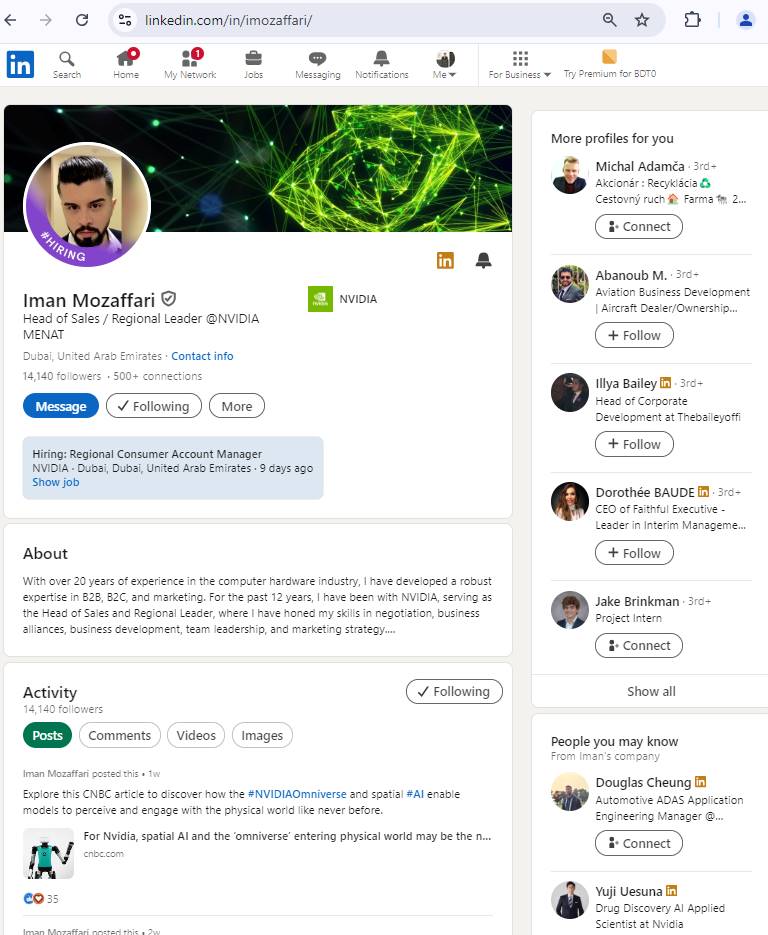 linkedin.com/in/imozaffari/
in
Search
Home
1
My Network
Jobs
Messaging
Notifications
Me
For Business
Try Premium for BDT0
#HIRING
in
Iman Mozaffari
NVIDIA
Head of Sales / Regional Leader @NVIDIA
MENAT
Dubai, United Arab Emirates · Contact info
14,140 followers · 500+ connections
Message
Following
More
Hiring: Regional Consumer Account Manager
NVIDIA · Dubai, Dubai, United Arab Emirates · 9 days ago
Show job
About
With over 20 years of experience in the computer hardware industry, I have developed a robust
expertise in B2B, B2C, and marketing. For the past 12 years, I have been with NVIDIA, serving as
the Head of Sales and Regional Leader, where I have honed my skills in negotiation, business
alliances, business development, team leadership, and marketing strategy....
Activity
14,140 followers
Following
Posts
Comments
Videos
Images
Iman Mozaffari posted this • 1w
Explore this CNBC article to discover how the #NVIDIAOmniverse and spatial #AI enable
models to perceive and engage with the physical world like never before.
For Nvidia, spatial AI and the 'omniverse' entering physical world may be the n...
cnbc.com
35
Iman Mozaffari posted this • 2w
More profiles for you
Michal Adamča · 3rd+
Akcionár : Recyklácia♻️
Cestovný ruch🏠 Farma 🐄 2...
Connect
Abanoub M. · 3rd+
Aviation Business Development
| Aircraft Dealer/Ownership...
+ Follow
Illya Bailey in · 3rd+
Head of Corporate
Development at Thebaileyoffi
+ Follow
Dorothée BAUDE in · 3rd+
CEO of Faithful Executive -
Leader in Interim Manageme...
+ Follow
Jake Brinkman · 3rd+
Project Intern
Connect
Show all
People you may know
From Iman's company
Douglas Cheung in
Automotive ADAS Application
Engineering Manager @...
Connect
Yuji Uesuna in
Drug Discovery AI Applied
Scientist at Nvidia